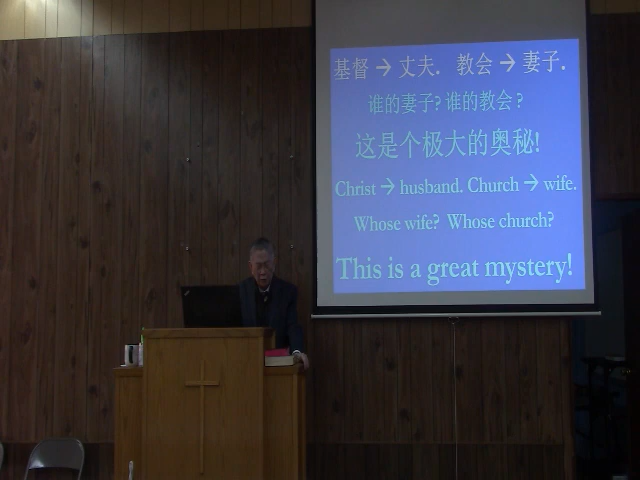 基督 → 丈夫. 教会 → 妻子.
谁的妻子? 谁的教会?
这是个极大的奥秘!
Christ → husband. Church → wife.
Whose wife? Whose church?
This is a great mystery!